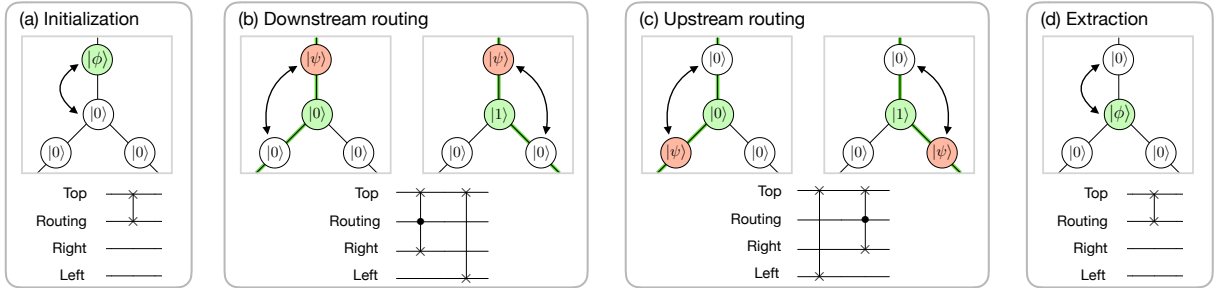 (a) Initialization
|ϕ⟩
|0⟩
|0⟩ |0⟩
Top
Routing
Right
Left
(b) Downstream routing
|ψ⟩ |ψ⟩
|0⟩ |1⟩
|0⟩ |0⟩ |0⟩ |0⟩
Top
Routing
Right
Left
(c) Upstream routing
|0⟩ |0⟩
|0⟩ |1⟩
|ψ⟩ |0⟩ |0⟩ |ψ⟩
Top
Routing
Right
Left
(d) Extraction
|0⟩
|ϕ⟩
|0⟩ |0⟩
Top
Routing
Right
Left